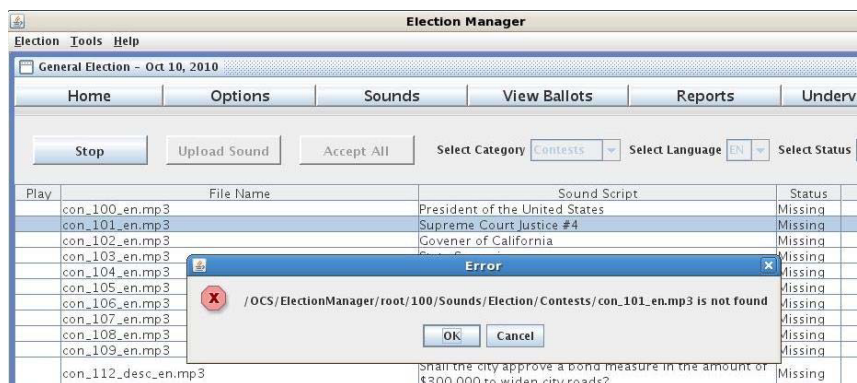 Election Manager
Election Tools Help
General Election - Oct 10, 2010
Home Options Sounds View Ballots Reports Underv
Stop Upload Sound Accept All Select Category Contests Select Language EN Select Status
Play File Name Sound Script Status
con_100_en.mp3 President of the United States Missing
con_101_en.mp3 Supreme Court Justice #4 Missing
con_102_en.mp3 Govener of California Missing
con_103_en.mp3 Missing
con_104_en.mp3 Missing
con_105_en.mp3 Missing
con_106_en.mp3 Missing
con_107_en.mp3 Missing
con_108_en.mp3 Missing
con_109_en.mp3 Missing
Error
/OCS/ElectionManager/root/100/Sounds/Election/Contests/con_101_en.mp3 is not found
OK Cancel
con_112_desc_en.mp3 Shall the city approve a bond measure in the amount of Missing
$300,000 to widen city roads?